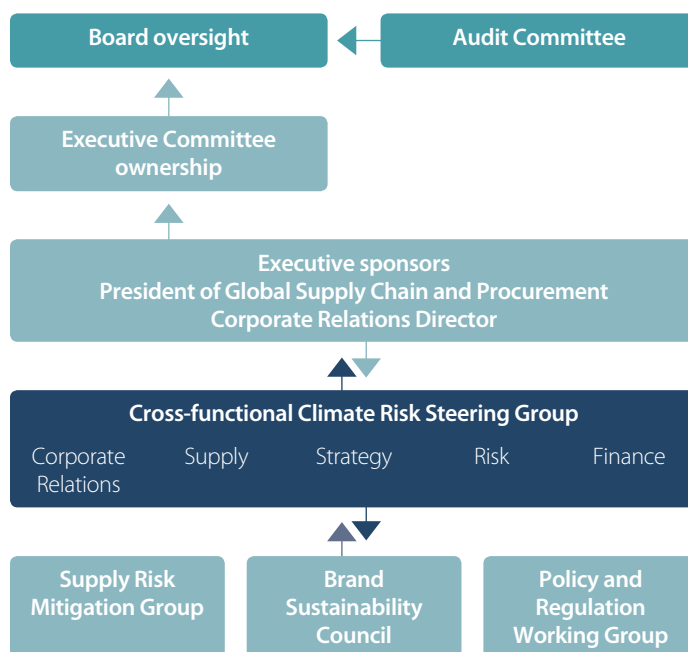 Board oversight
Audit Committee
Executive Committee
ownership
Executive sponsors
President of Global Supply Chain and Procurement
Corporate Relations Director
Cross-functional Climate Risk Steering Group
Corporate
Relations
Supply
Strategy
Risk
Finance
Supply Risk
Mitigation Group
Brand
Sustainability
Council
Policy and
Regulation
Working Group